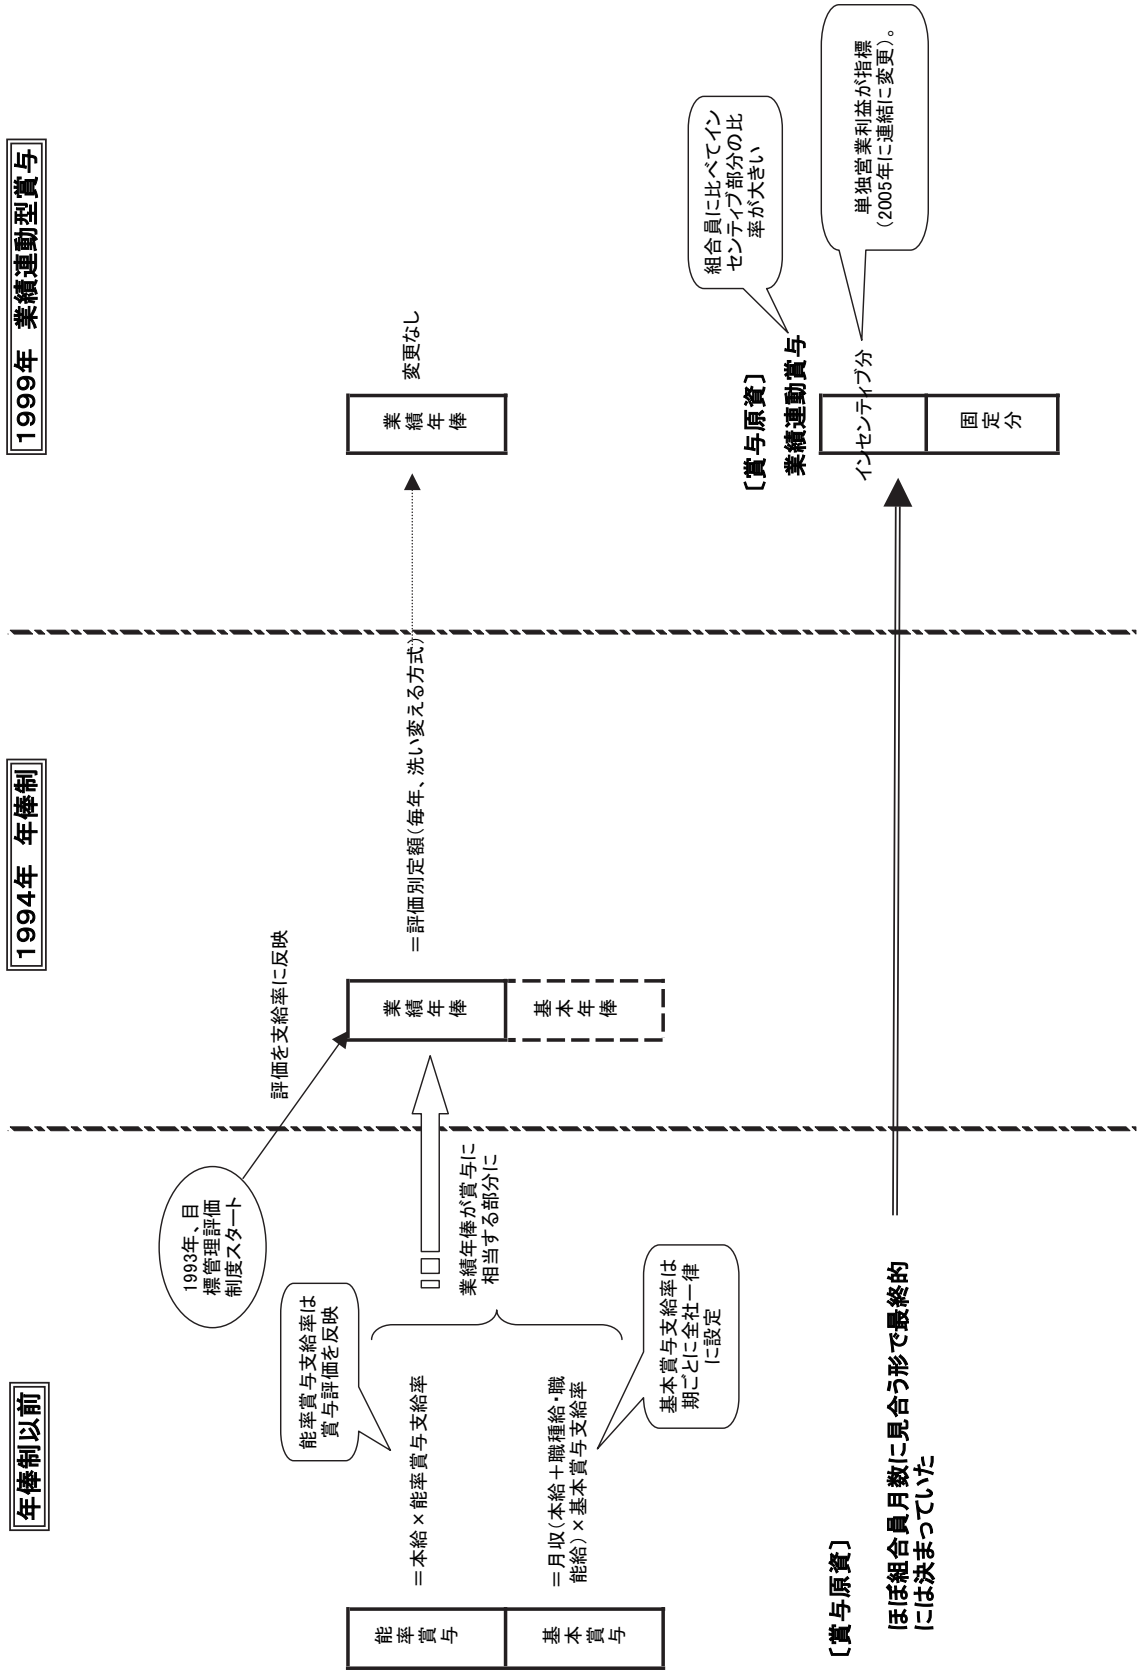 年俸制以前
1994年 年俸制
1999年 業績連動型賞与
1993年、目
標管理評価
制度スタート
評価を支給率に反映
能率賞与支給率は
賞与評価を反映
能率賞与
=本給×能率賞与支給率
基本賞与
=月収(本給+職種給・職
能給)×基本賞与支給率
基本賞与支給率は
期ごとに全社一律
に設定
業績年俸が賞与に
相当する部分に
業績年俸
基本年俸
=評価別定額(毎年、洗い変える方式)
業績年俸
変更なし
〔賞与原資〕
ほぼ組合員月数に見合う形で最終的
には決まっていた
〔賞与原資〕
業績連動賞与
組合員に比べてイン
センティブ部分の比
率が大きい
インセンティブ分
固定分
単独営業利益が指標
(2005年に連結に変更)。